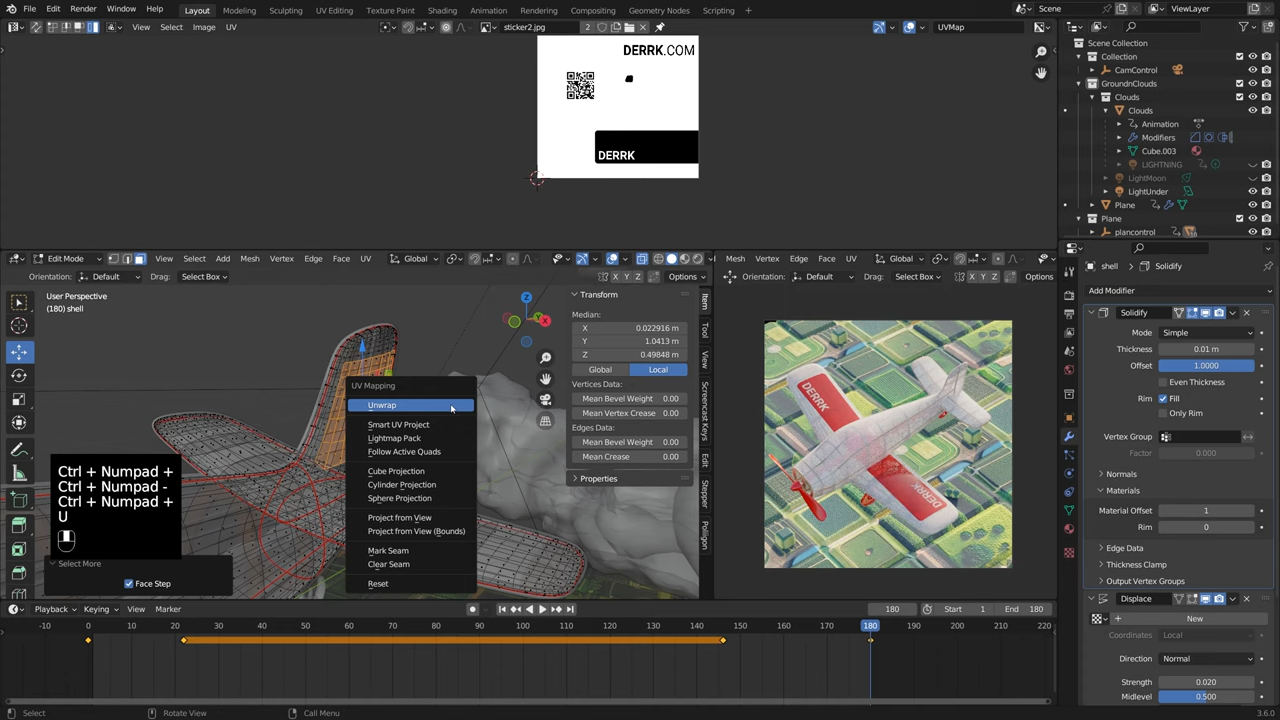 File Edit Render Window Help
Layout Modeling Sculpting UV Editing Texture Paint Shading Animation Rendering Compositing Geometry Nodes Scripting
Scene
ViewLayer
View Select Image UV
sticker2.jpg
2
UVMap
DERRK.COM
DERRK
Scene Collection
Collection
CamControl
GroundnClouds
Clouds
Clouds
Animation
Modifiers
Cube.003
LIGHTNING
LightMoon
LightUnder
Plane
Plane
plancontrol
Edit Mode View Select Add Mesh Vertex Edge Face UV Global
Orientation: Default Drag: Select Box X Y Z Options
User Perspective
(180) shell
Z
X
Y
Transform
Median:
X 0.022916 m
Y 1.0413 m
Z 0.49848 m
Global Local
Vertices Data:
Mean Bevel Weight 0.00
Mean Vertex Crease 0.00
Edges Data:
Mean Bevel Weight 0.00
Mean Crease 0.00
Properties
Item
Tool
View
Screencast Keys
Edit
Stepper
Poliigon
UV Mapping
Unwrap
Smart UV Project
Lightmap Pack
Follow Active Quads
Cube Projection
Cylinder Projection
Sphere Projection
Project from View
Project from View (Bounds)
Mark Seam
Clear Seam
Reset
Ctrl + Numpad +
Ctrl + Numpad -
Ctrl + Numpad +
U
Select More
Face Step
Mesh Vertex Edge Face UV Global
Orientation: Default Drag: Select Box X Y Z Options
DERRK
DERRK
shell Solidify
Add Modifier
Solidify
Mode Simple
Thickness 0.01 m
Offset 1.0000
Even Thickness
Rim Fill
Only Rim
Vertex Group
Factor 0.000
Normals
Materials
Material Offset 1
Rim 0
Edge Data
Thickness Clamp
Output Vertex Groups
Displace
New
Coordinates Local
Direction Normal
Strength 0.020
Midlevel 0.500
Playback Keying View Marker
180 Start 1 End 180
-10 0 10 20 30 40 50 60 70 80 90 100 110 120 130 140 150 160 170 180 190 200 210 220
Select Rotate View Call Menu
3.6.0